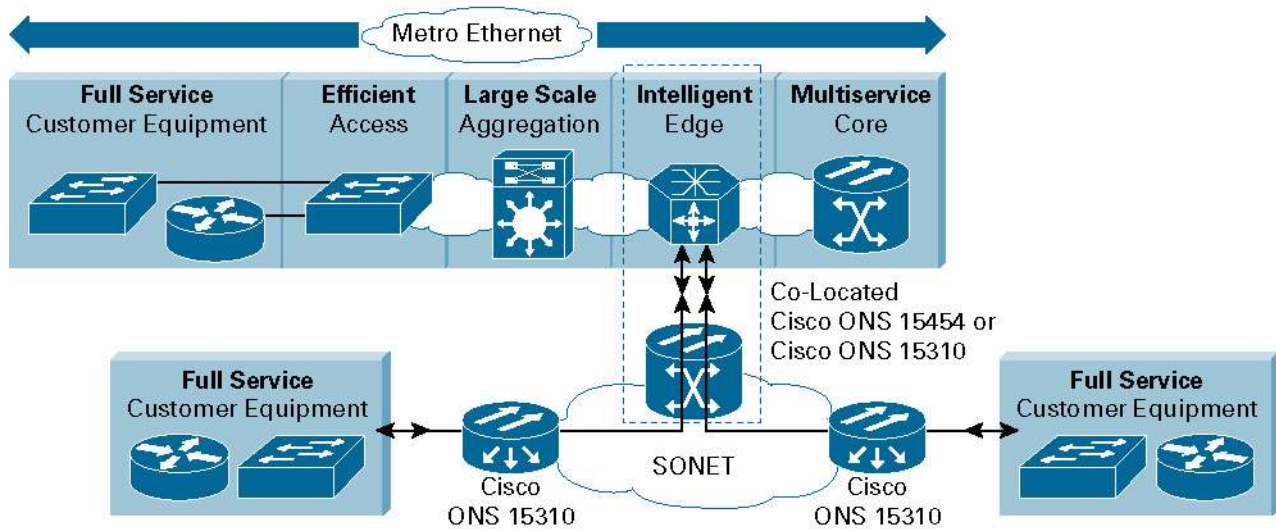 Metro Ethernet
Full Service
Customer Equipment
Efficient
Access
Large Scale
Aggregation
Intelligent
Edge
Multiservice
Core
Co-Located
Cisco ONS 15454 or
Cisco ONS 15310
Full Service
Customer Equipment
Cisco
ONS 15310
SONET
Cisco
ONS 15310
Full Service
Customer Equipment